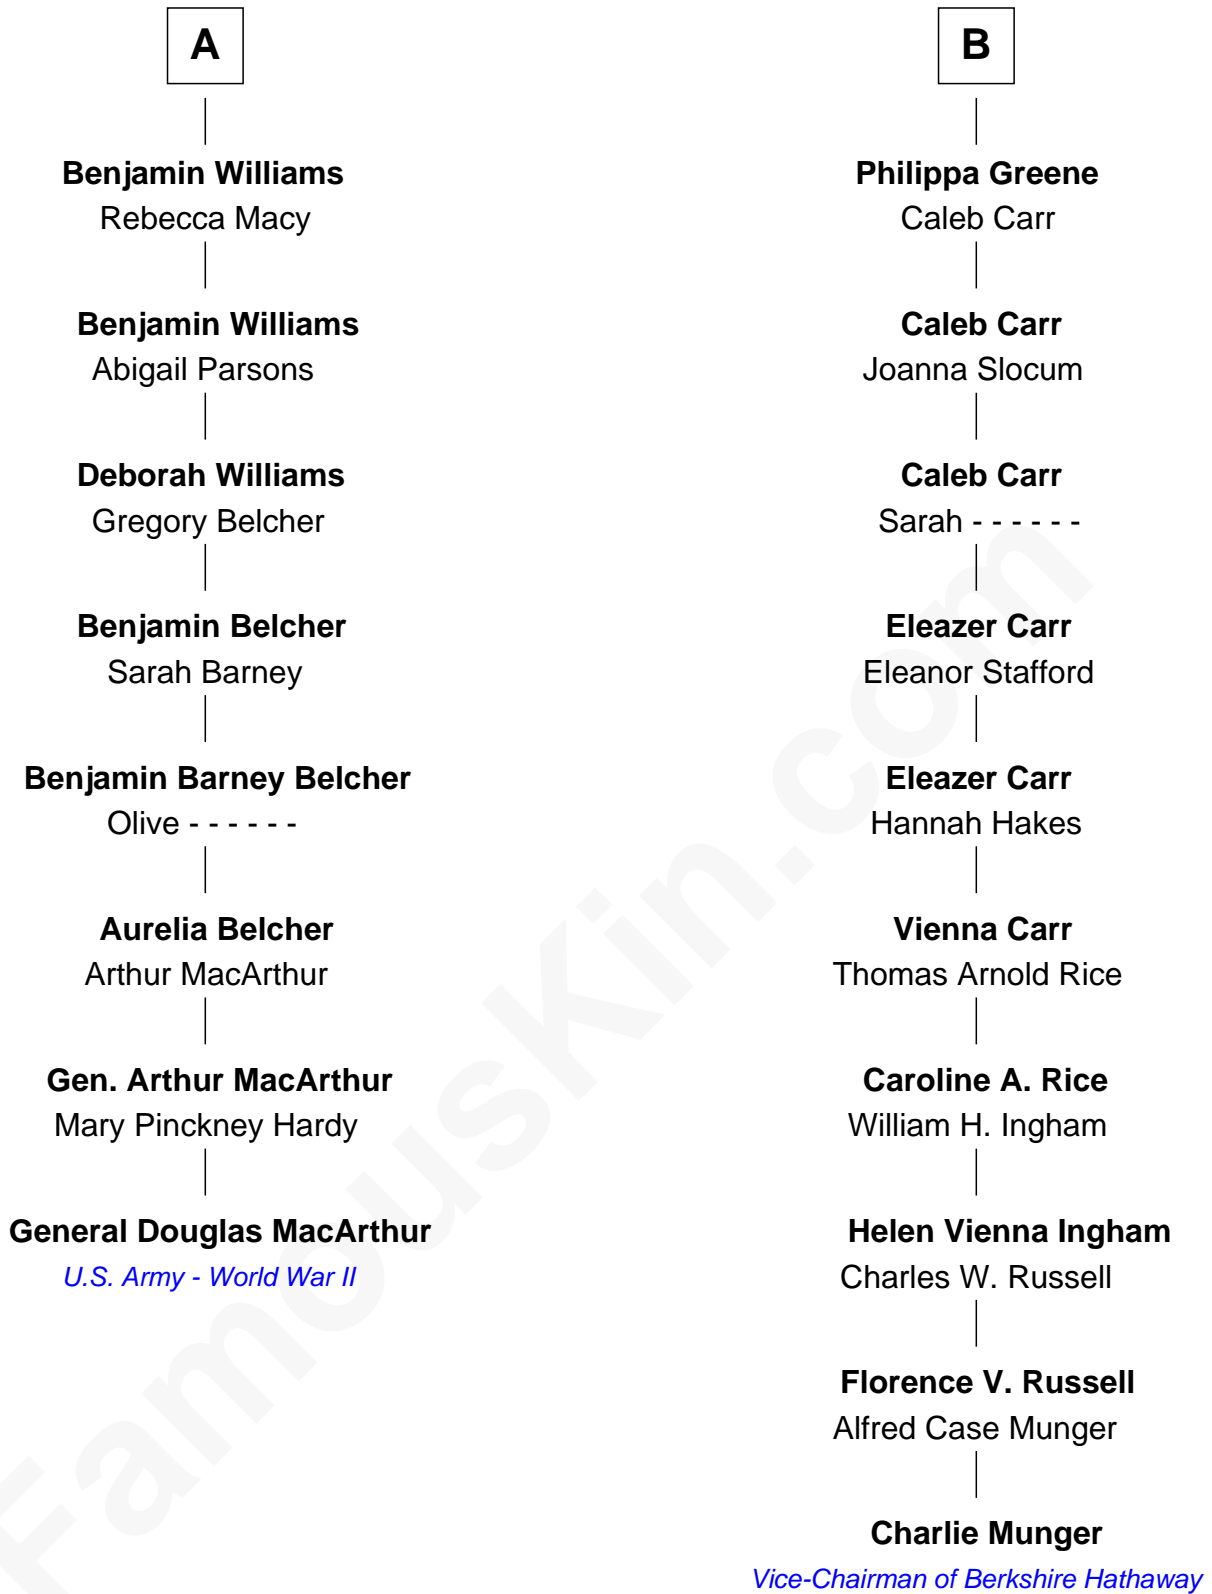 A
Benjamin Williams
Rebecca Macy
Benjamin Williams
Abigail Parsons
Deborah Williams
Gregory Belcher
Benjamin Belcher
Sarah Barney
Benjamin Barney Belcher
Olive - - - - - -
Aurelia Belcher
Arthur MacArthur
Gen. Arthur MacArthur
Mary Pinckney Hardy
General Douglas MacArthur
U.S. Army - World War II
B
Philippa Greene
Caleb Carr
Caleb Carr
Joanna Slocum
Caleb Carr
Sarah - - - - - -
Eleazer Carr
Eleanor Stafford
Eleazer Carr
Hannah Hakes
Vienna Carr
Thomas Arnold Rice
Caroline A. Rice
William H. Ingham
Helen Vienna Ingham
Charles W. Russell
Florence V. Russell
Alfred Case Munger
Charlie Munger
Vice-Chairman of Berkshire Hathaway
FamousKin.com